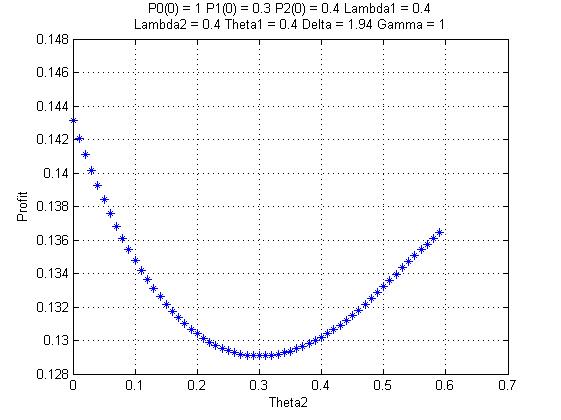 P0(0) = 1 P1(0) = 0.3 P2(0) = 0.4 Lambda1 = 0.4
Lambda2 = 0.4 Theta1 = 0.4 Delta = 1.94 Gamma = 1
0.148
0.146
0.144
0.142
0.14
0.138
0.136
0.134
0.132
0.13
0.128
Profit
0 0.1 0.2 0.3 0.4 0.5 0.6 0.7
Theta2